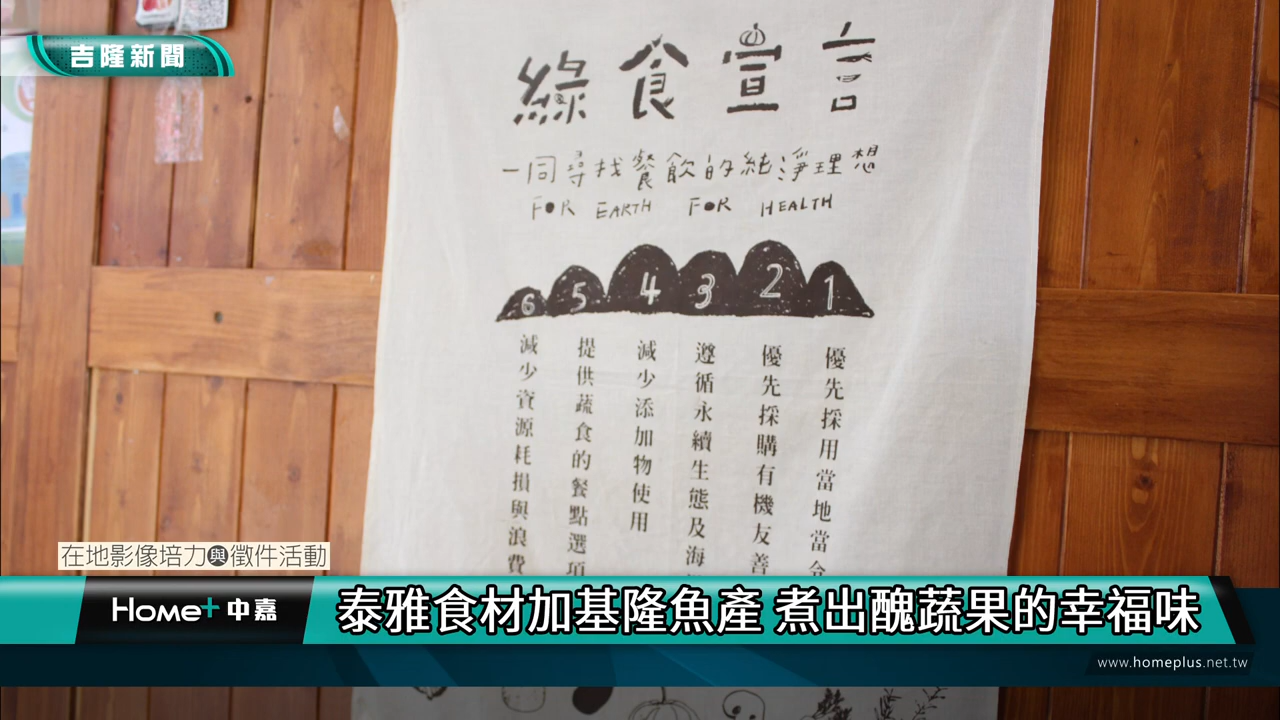 吉隆新聞
綠食宣言
一同尋找餐飲的純淨理想
FOR EARTH FOR HEALTH
6 5 4 3 2 1
優先採用當地當令
優先採購有機友善
遵循永續生態及海
減少添加物使用
提供蔬食的餐點選項
減少資源耗損與浪費
在地影像培力與徵件活動
Home+中嘉
泰雅食材加基隆魚產 煮出醜蔬果的幸福味
www.homeplus.net.tw